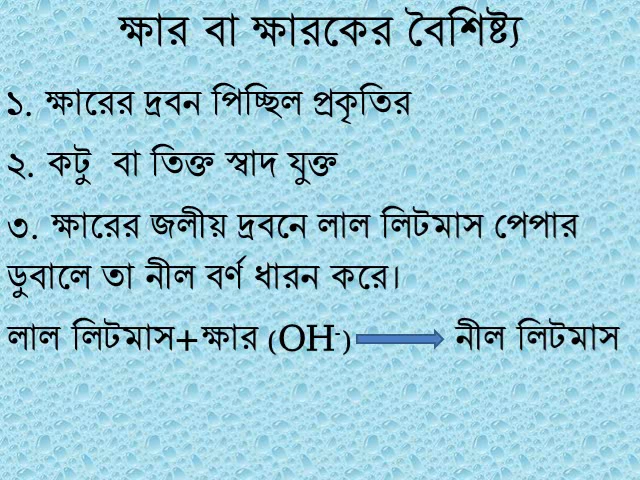 ক্ষার বা ক্ষারকের বৈশিষ্ট্য
১. ক্ষারের দ্রবন পিচ্ছিল প্রকৃতির
২. কটু বা তিক্ত স্বাদ যুক্ত
৩. ক্ষারের জলীয় দ্রবনে লাল লিটমাস পেপার
ডুবালে তা নীল বর্ণ ধারন করে।
লাল লিটমাস+ক্ষার (OH⁻) নীল লিটমাস